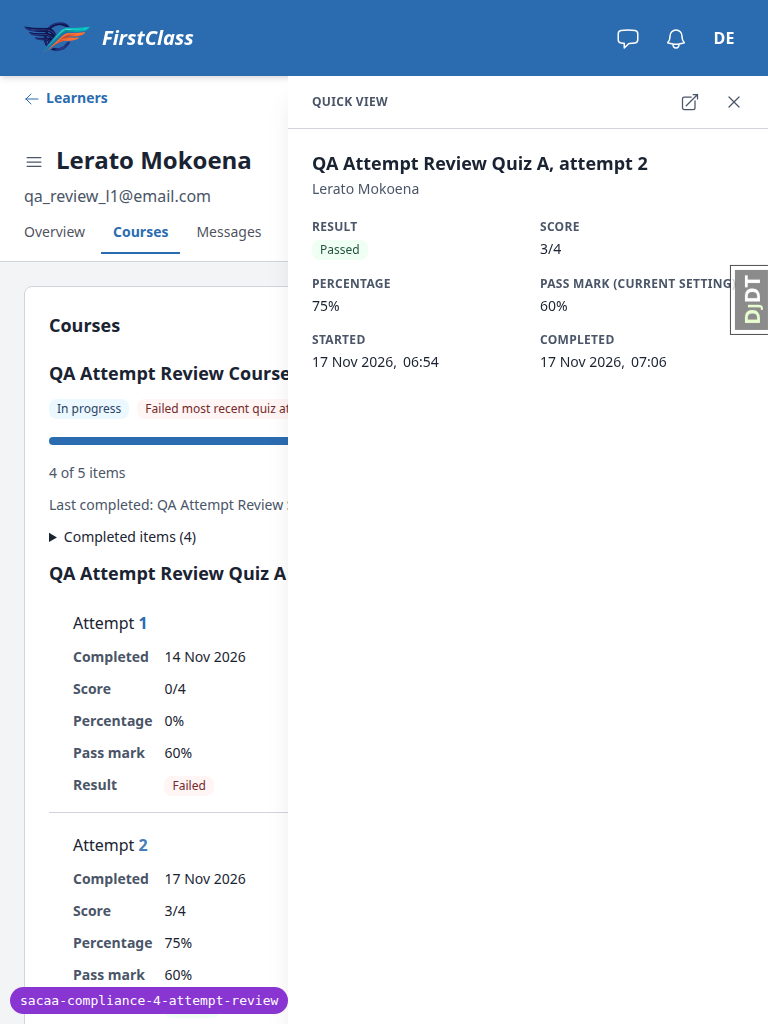 FirstClass
DE
Learners
Lerato Mokoena
qa_review_l1@email.com
Overview
Courses
Messages
Courses
QA Attempt Review Course
In progress
Failed most recent quiz
4 of 5 items
Last completed: QA Attempt Review
Completed items (4)
QA Attempt Review Quiz A
Attempt 1
Completed 14 Nov 2026
Score 0/4
Percentage 0%
Pass mark 60%
Result Failed
Attempt 2
Completed 17 Nov 2026
Score 3/4
Percentage 75%
Pass mark 60%
sacaa-compliance-4-attempt-review
QUICK VIEW
QA Attempt Review Quiz A, attempt 2
Lerato Mokoena
RESULT
Passed
SCORE
3/4
PERCENTAGE
75%
PASS MARK (CURRENT SETTING
60%
STARTED
17 Nov 2026, 06:54
COMPLETED
17 Nov 2026, 07:06
DjDT